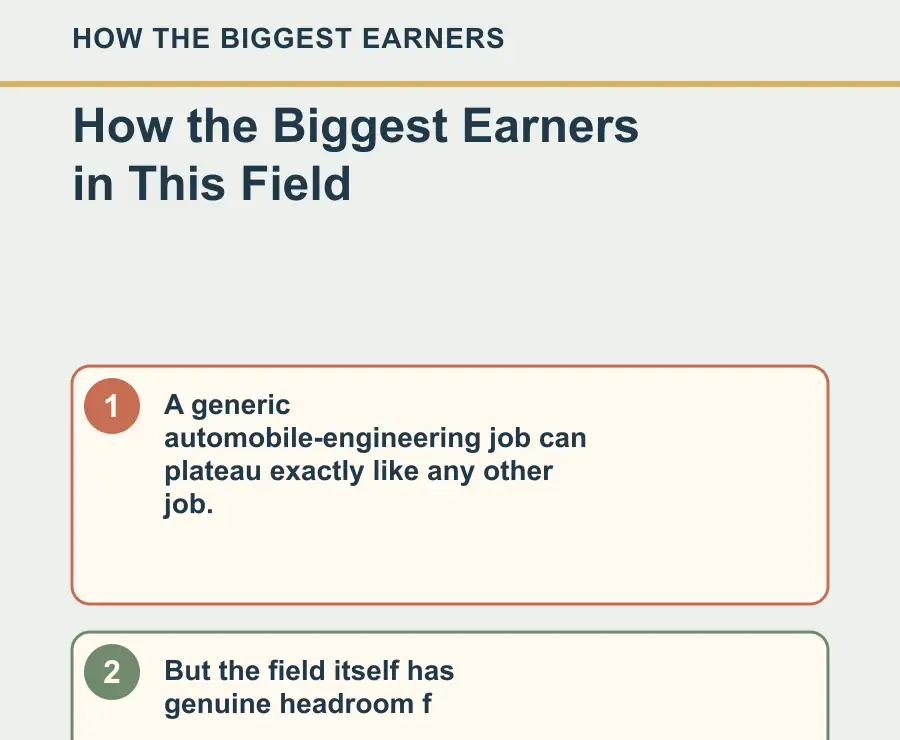 HOW THE BIGGEST EARNERS
How the Biggest Earners
in This Field
1
A generic
automobile-engineering job can
plateau exactly like any other
job.
2
But the field itself has
genuine headroom f